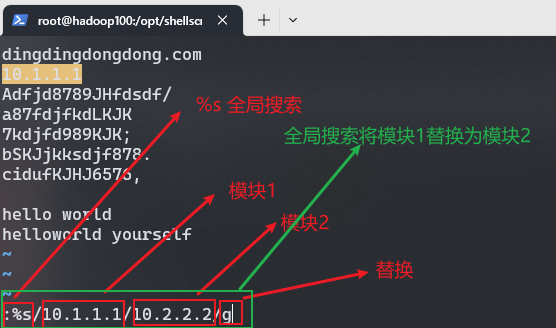 root@hadoop100:/opt/shellsc
dingdingdongdong.com
10.1.1.1
Adfjd8789JHfdsdf/
a87fdjfkdLKJK
7kdjfd989KJK;
bSKJjkksdjf878.
cidufKJHJ6576,
hello world
helloworld yourself
~
~
~
:%s/10.1.1.1/10.2.2.2/g
%s 全局搜索
全局搜索将模块1替换为模块2
模块1
模块2
替换